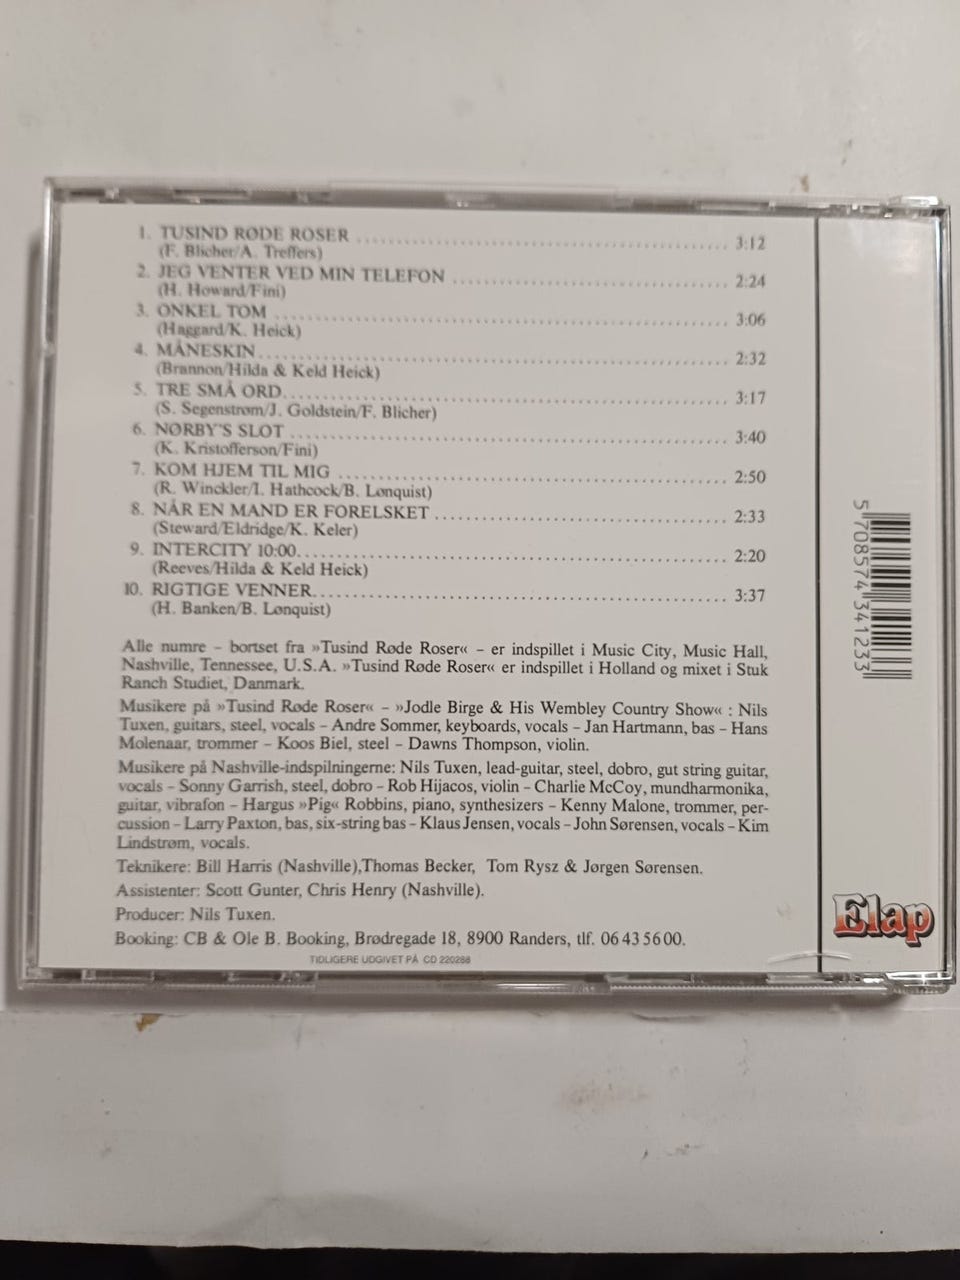 1. TUSIND RØDE ROSER ........ 3:12
(F. Blicher/A. Treffers)
2. JEG VENTER VED MIN TELEFON ........ 2:24
(H. Howard/Fini)
3. ONKEL TOM ........ 3:06
(Haggard/K. Heick)
4. MÅNESKIN ........ 2:32
(Brannon/Hilda & Keld Heick)
5. TRE SMÅ ORD ........ 3:17
(S. Segenstrøm/J. Goldstein/F. Blicher)
6. NØRBY'S SLOT ........ 3:40
(K. Kristofferson/Fini)
7. KOM HJEM TIL MIG ........ 2:50
(R. Winckler/I. Hathcock/B. Lønquist)
8. NÅR EN MAND ER FORELSKET ........ 2:33
(Steward/Eldridge/K. Keler)
9. INTERCITY 10:00 ........ 2:20
(Reeves/Hilda & Keld Heick)
10. RIGTIGE VENNER ........ 3:37
(H. Banken/B. Lønquist)
Alle numre – bortset fra »Tusind Røde Roser« – er indspillet i Music City, Music Hall,
Nashville, Tennessee, U.S.A. »Tusind Røde Roser« er indspillet i Holland og mixet i Stuk
Ranch Studiet, Danmark.
Musikere på »Tusind Røde Roser« – »Jodle Birge & His Wembley Country Show« : Nils
Tuxen, guitars, steel, vocals – Andre Sommer, keyboards, vocals – Jan Hartmann, bas – Hans
Molenaar, trommer – Koos Biel, steel – Dawns Thompson, violin.
Musikere på Nashville-indspilningerne: Nils Tuxen, lead-guitar, steel, dobro, gut string guitar,
vocals – Sonny Garrish, steel, dobro – Rob Hijacos, violin – Charlie McCoy, mundharmonika,
guitar, vibrafon – Hargus »Pig« Robbins, piano, synthesizers – Kenny Malone, trommer, per-
cussion – Larry Paxton, bas, six-string bas – Klaus Jensen, vocals – John Sørensen, vocals – Kim
Lindstrøm, vocals.
Teknikere: Bill Harris (Nashville),Thomas Becker, Tom Rysz & Jørgen Sørensen.
Assistenter: Scott Gunter, Chris Henry (Nashville).
Producer: Nils Tuxen.
Booking: CB & Ole B. Booking, Brødregade 18, 8900 Randers, tlf. 06 43 56 00.
TIDLIGERE UDGIVET PÅ CD 220288
5 708574 341233
Elap